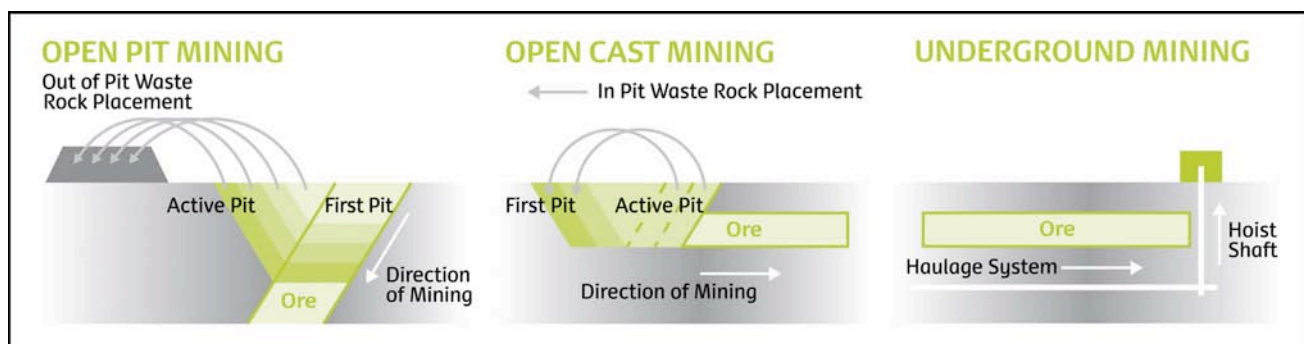 OPEN PIT MINING
Out of Pit Waste
Rock Placement
Active Pit
First Pit
Direction
of Mining
Ore
OPEN CAST MINING
In Pit Waste Rock Placement
First Pit
Active Pit
Ore
Direction of Mining
UNDERGROUND MINING
Ore
Hoist
Shaft
Haulage System